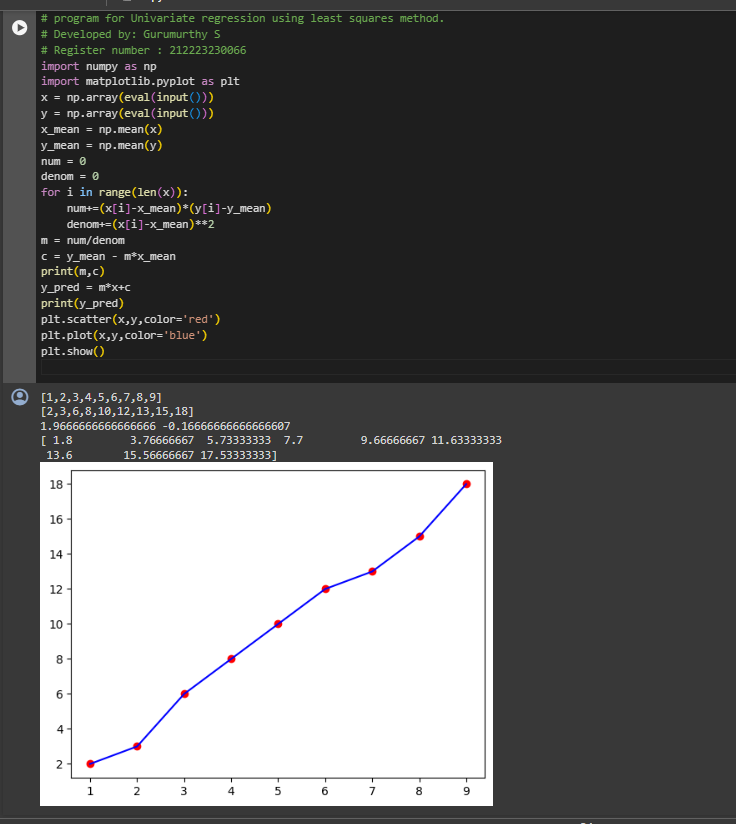 # program for Univariate regression using least squares method.
# Developed by: Gurumurthy S
# Register number : 212223230066
import numpy as np
import matplotlib.pyplot as plt
x = np.array(eval(input()))
y = np.array(eval(input()))
x_mean = np.mean(x)
y_mean = np.mean(y)
num = 0
denom = 0
for i in range(len(x)):
    num+=(x[i]-x_mean)*(y[i]-y_mean)
    denom+=(x[i]-x_mean)**2
m = num/denom
c = y_mean - m*x_mean
print(m,c)
y_pred = m*x+c
print(y_pred)
plt.scatter(x,y,color='red')
plt.plot(x,y,color='blue')
plt.show()
[1,2,3,4,5,6,7,8,9]
[2,3,6,8,10,12,13,15,18]
1.9666666666666666 -0.16666666666666607
[ 1.8         3.76666667  5.73333333  7.7         9.66666667 11.63333333
 13.6        15.56666667 17.53333333]
18
16
14
12
10
8
6
4
2
1 2 3 4 5 6 7 8 9